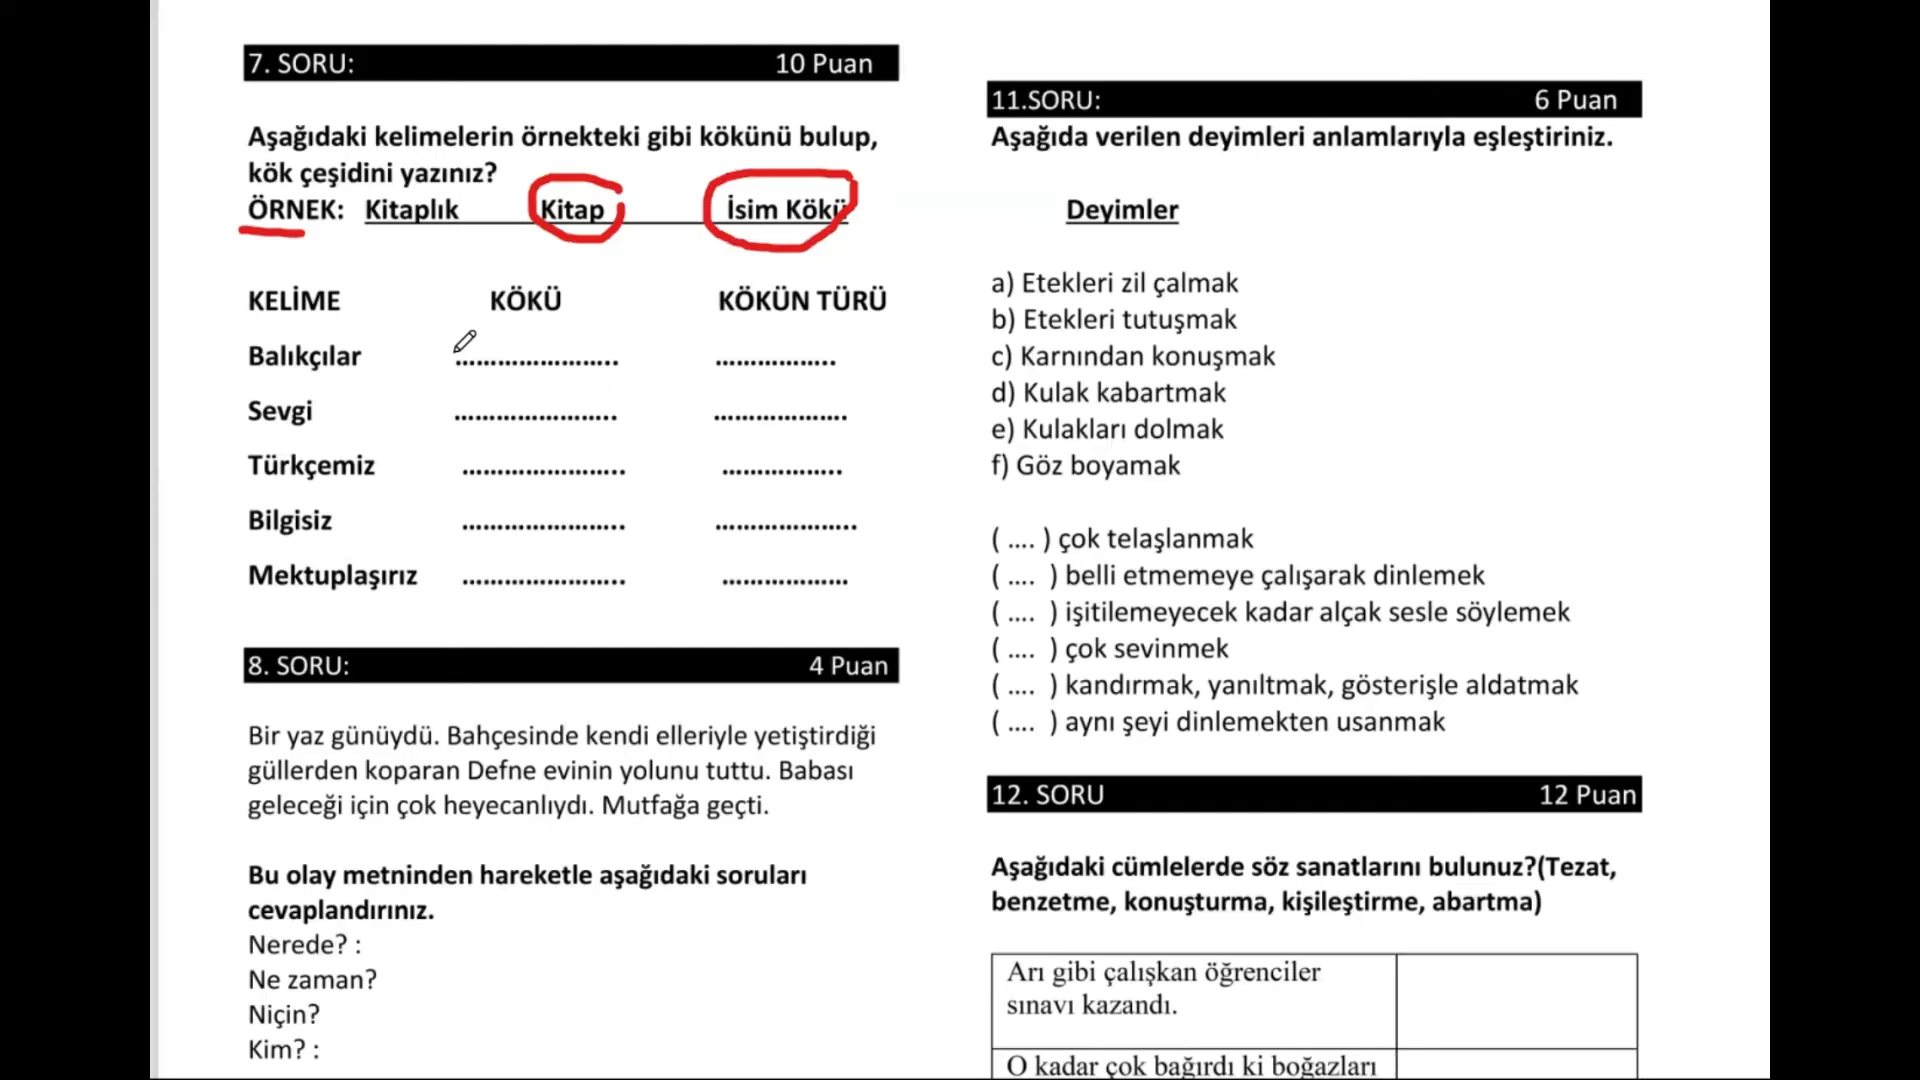 7. SORU: 10 Puan
Aşağıdaki kelimelerin örnekteki gibi kökünü bulup,
kök çeşidini yazınız?
ÖRNEK: Kitaplık Kitap İsim Kökü
KELİME KÖKÜ KÖKÜN TÜRÜ
Balıkçılar ………………….. ……………..
Sevgi ………………….. ……………….
Türkçemiz ………………….. ……………..
Bilgisiz ………………….. ………………..
Mektuplaşırız ………………….. ………………
8. SORU: 4 Puan
Bir yaz günüydü. Bahçesinde kendi elleriyle yetiştirdiği
güllerden koparan Defne evinin yolunu tuttu. Babası
geleceği için çok heyecanlıydı. Mutfağa geçti.
Bu olay metninden hareketle aşağıdaki soruları
cevaplandırınız.
Nerede? :
Ne zaman?
Niçin?
Kim? :
11.SORU: 6 Puan
Aşağıda verilen deyimleri anlamlarıyla eşleştiriniz.
Deyimler
a) Etekleri zil çalmak
b) Etekleri tutuşmak
c) Karnından konuşmak
d) Kulak kabartmak
e) Kulakları dolmak
f) Göz boyamak
( .... ) çok telaşlanmak
( .... ) belli etmemeye çalışarak dinlemek
( .... ) işitilemeyecek kadar alçak sesle söylemek
( .... ) çok sevinmek
( .... ) kandırmak, yanıltmak, gösterişle aldatmak
( .... ) aynı şeyi dinlemekten usanmak
12. SORU 12 Puan
Aşağıdaki cümlelerde söz sanatlarını bulunuz?(Tezat,
benzetme, konuşturma, kişileştirme, abartma)
Arı gibi çalışkan öğrenciler
sınavı kazandı.
O kadar çok bağırdı ki boğazları